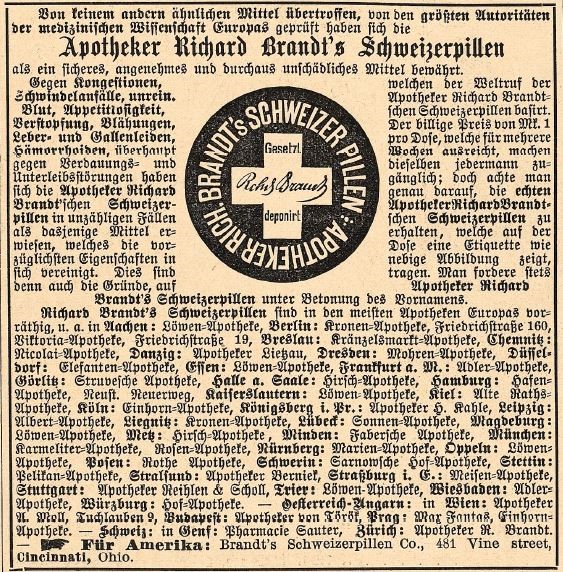 Von keinem andern ähnlichen Mittel übertroffen, von den größten Autoritäten
der medizinischen Wissenschaft Europas geprüft haben sich die
Apotheker Richard Brandt's Schweizerpillen
als ein sicheres, angenehmes und durchaus unschädliches Mittel bewährt.
Gegen Kongestionen,
Schwindelanfälle, unrein.
Blut, Appetitlosigkeit,
Verstopfung, Blähungen,
Leber- und Gallenleiden,
Hämorrhoiden, überhaupt
gegen Verdauungs- und
Unterleibsstörungen haben
sich die Apotheker Richard
Brandt'schen Schweizer-
pillen in unzähligen Fällen
als dasjenige Mittel er-
wiesen, welches die vor-
züglichsten Eigenschaften in
sich vereinigt. Dies sind
denn auch die Gründe, auf
APOTHEKER RICH. BRANDT's SCHWEIZER PILLEN
Gesetzl.
Richd Brandt
deponirt
welchen der Weltruf der
Apotheker Richard Brandt-
schen Schweizerpillen basirt.
Der billige Preis von Mk. 1
pro Dose, welche für mehrere
Wochen ausreicht, machen
dieselben jedermann zu-
gänglich; doch achte man
genau darauf, die echten
Apotheker Richard Brandt-
schen Schweizerpillen zu
erhalten, welche auf der
Dose eine Etiquette wie
nebige Abbildung zeigt,
tragen. Man fordere stets
Apotheker Richard
Brandt's Schweizerpillen unter Betonung des Vornamens.
Richard Brandt's Schweizerpillen sind in den meisten Apotheken Europas vor-
räthig, u. a. in Aachen: Löwen-Apotheke, Berlin: Kronen-Apotheke, Friedrichstraße 160,
Viktoria-Apotheke, Friedrichstraße 19, Breslau: Kränzelsmarkt-Apotheke, Chemnitz:
Nicolai-Apotheke, Danzig: Apotheker Lietzau, Dresden: Mohren-Apotheke, Düssel-
dorf: Elefanten-Apotheke, Essen: Löwen-Apotheke, Frankfurt a. M.: Adler-Apotheke,
Görlitz: Struvesche Apotheke, Halle a. Saale: Hirsch-Apotheke, Hamburg: Hafen-
Apotheke, Neust. Neuerweg, Kaiserslautern: Löwen-Apotheke, Kiel: Alte Raths-
Apotheke, Köln: Einhorn-Apotheke, Königsberg i. Pr.: Apotheker H. Kahle, Leipzig:
Albert-Apotheke, Liegnitz: Kronen-Apotheke, Lübeck: Sonnen-Apotheke, Magdeburg:
Löwen-Apotheke, Metz: Hirsch-Apotheke, Minden: Fabersche Apotheke, München:
Karmeliter-Apotheke, Rosen-Apotheke, Nürnberg: Marien-Apotheke, Oppeln: Löwen-
Apotheke, Posen: Rothe Apotheke, Schwerin: Sarnowsche Hof-Apotheke, Stettin:
Pelikan-Apotheke, Stralsund: Apotheker Berniek, Straßburg i. E.: Meisen-Apotheke,
Stuttgart: Apotheker Reihlen & Scholl, Trier: Löwen-Apotheke, Wiesbaden: Adler-
Apotheke, Würzburg: Hof-Apotheke. — Oesterreich-Ungarn: in Wien: Apotheker
A. Moll, Tuchlauben 9, Budapest: Apotheker von Török, Prag: Max Fantas, Einhorn-
Apotheke. — Schweiz: in Genf: Pharmacie Sauter, Zürich: Apotheker R. Brandt.
— Für Amerika: Brandt's Schweizerpillen Co., 481 Vine street,
Cincinnati, Ohio.